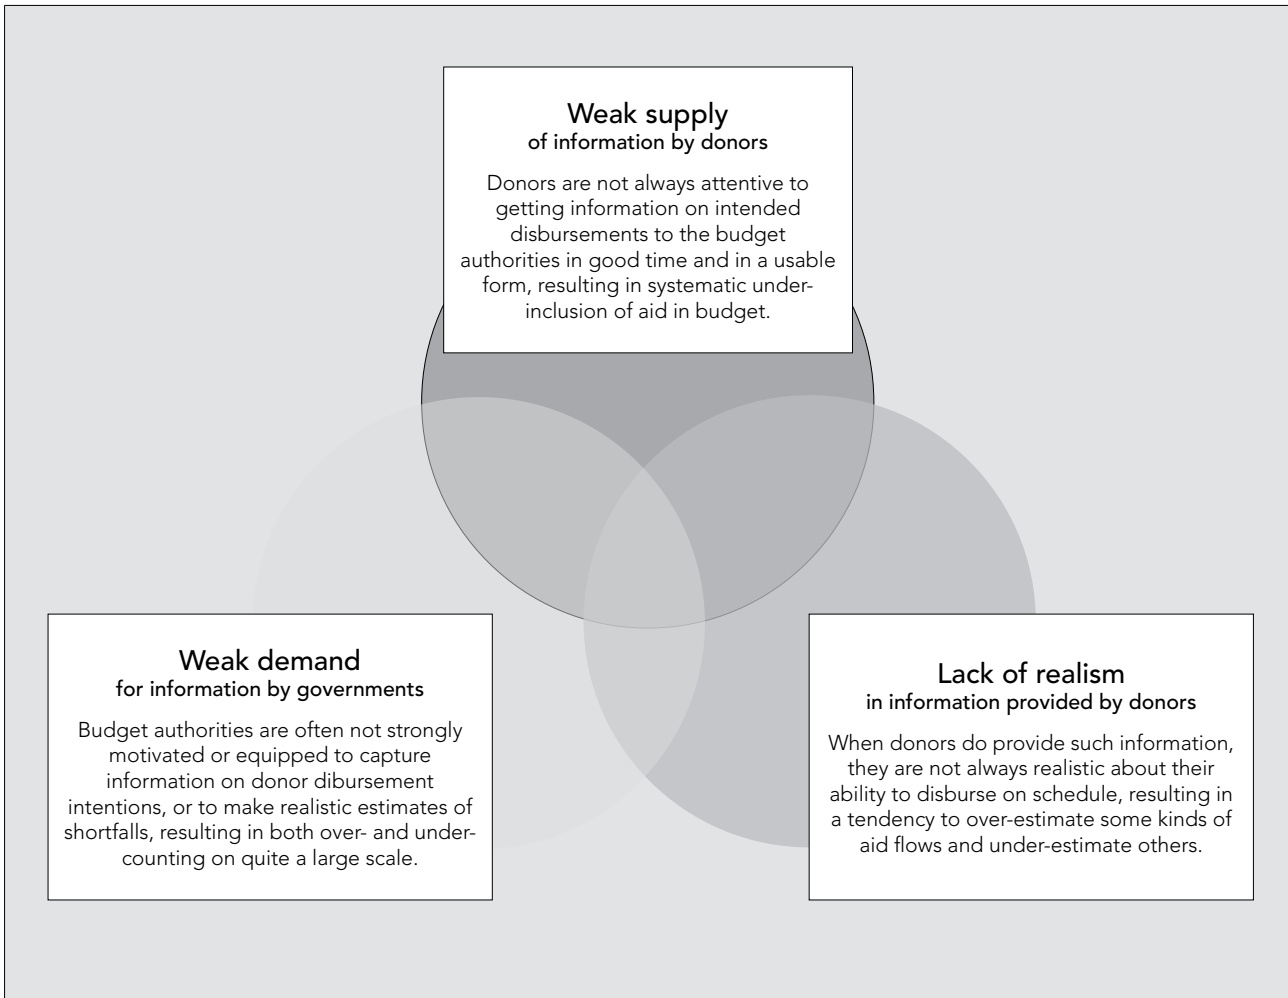 Weak supply
of information by donors
Donors are not always attentive to
getting information on intended
disbursements to the budget
authorities in good time and in a usable
form, resulting in systematic under-
inclusion of aid in budget.
Weak demand
for information by governments
Budget authorities are often not strongly
motivated or equipped to capture
information on donor dibursement
intentions, or to make realistic estimates of
shortfalls, resulting in both over- and under-
counting on quite a large scale.
Lack of realism
in information provided by donors
When donors do provide such information,
they are not always realistic about their
ability to disburse on schedule, resulting in
a tendency to over-estimate some kinds of
aid flows and under-estimate others.